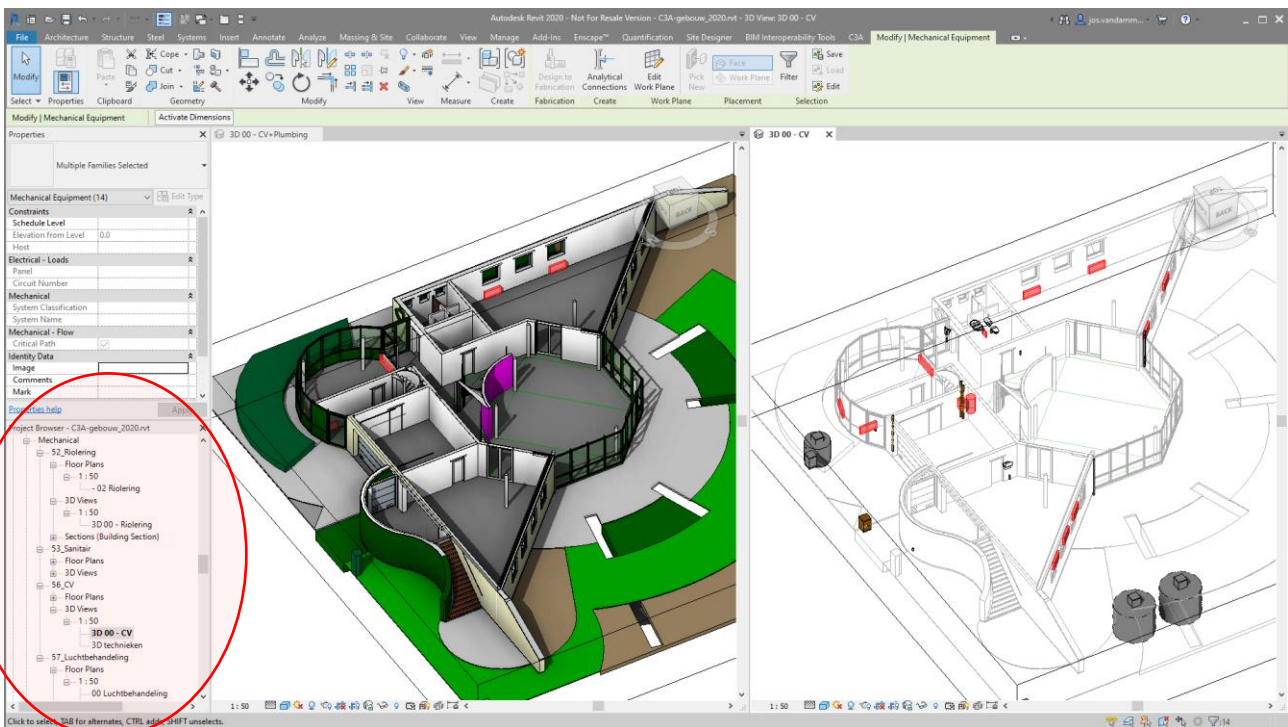 Autodesk Revit 2020 - Not For Resale Version - C3A-gebouw_2020.rvt - 3D View: 3D 00 - CV
jos.vandamm...
File Architecture Structure Steel Systems Insert Annotate Analyze Massing & Site Collaborate View Manage Add-Ins Enscape™ Quantification Site Designer BIM Interoperability Tools C3A Modify | Mechanical Equipment
Modify
Properties
Paste
Cope
Cut
Join
Design to Fabrication
Analytical Connections
Edit Work Plane
Pick New
Face
Work Plane
Filter
Save
Load
Edit
Select Properties Clipboard Geometry Modify View Measure Create Fabrication Create Work Plane Placement Selection
Modify | Mechanical Equipment Activate Dimensions
Properties X
3D 00 - CV+Plumbing
3D 00 - CV X
Multiple Families Selected
Mechanical Equipment (14) Edit Type
Constraints
Schedule Level
Elevation from Level 0.0
Host
Electrical - Loads
Panel
Circuit Number
Mechanical
System Classification
System Name
Mechanical - Flow
Critical Path
Identity Data
Image
Comments
Mark
Properties help
Project Browser - C3A-gebouw_2020.rvt X
Mechanical
52_Riolering
Floor Plans
1 : 50
- 02 Riolering
3D Views
1 : 50
3D 00 - Riolering
Sections (Building Section)
53_Sanitair
Floor Plans
3D Views
56_CV
Floor Plans
3D Views
1 : 50
3D 00 - CV
3D technieken
57_Luchtbehandeling
Floor Plans
1 : 50
00 Luchtbehandeling
BACK
BACK
1 : 50
1 : 50
Click to select, TAB for alternates, CTRL adds, SHIFT unselects.
:14